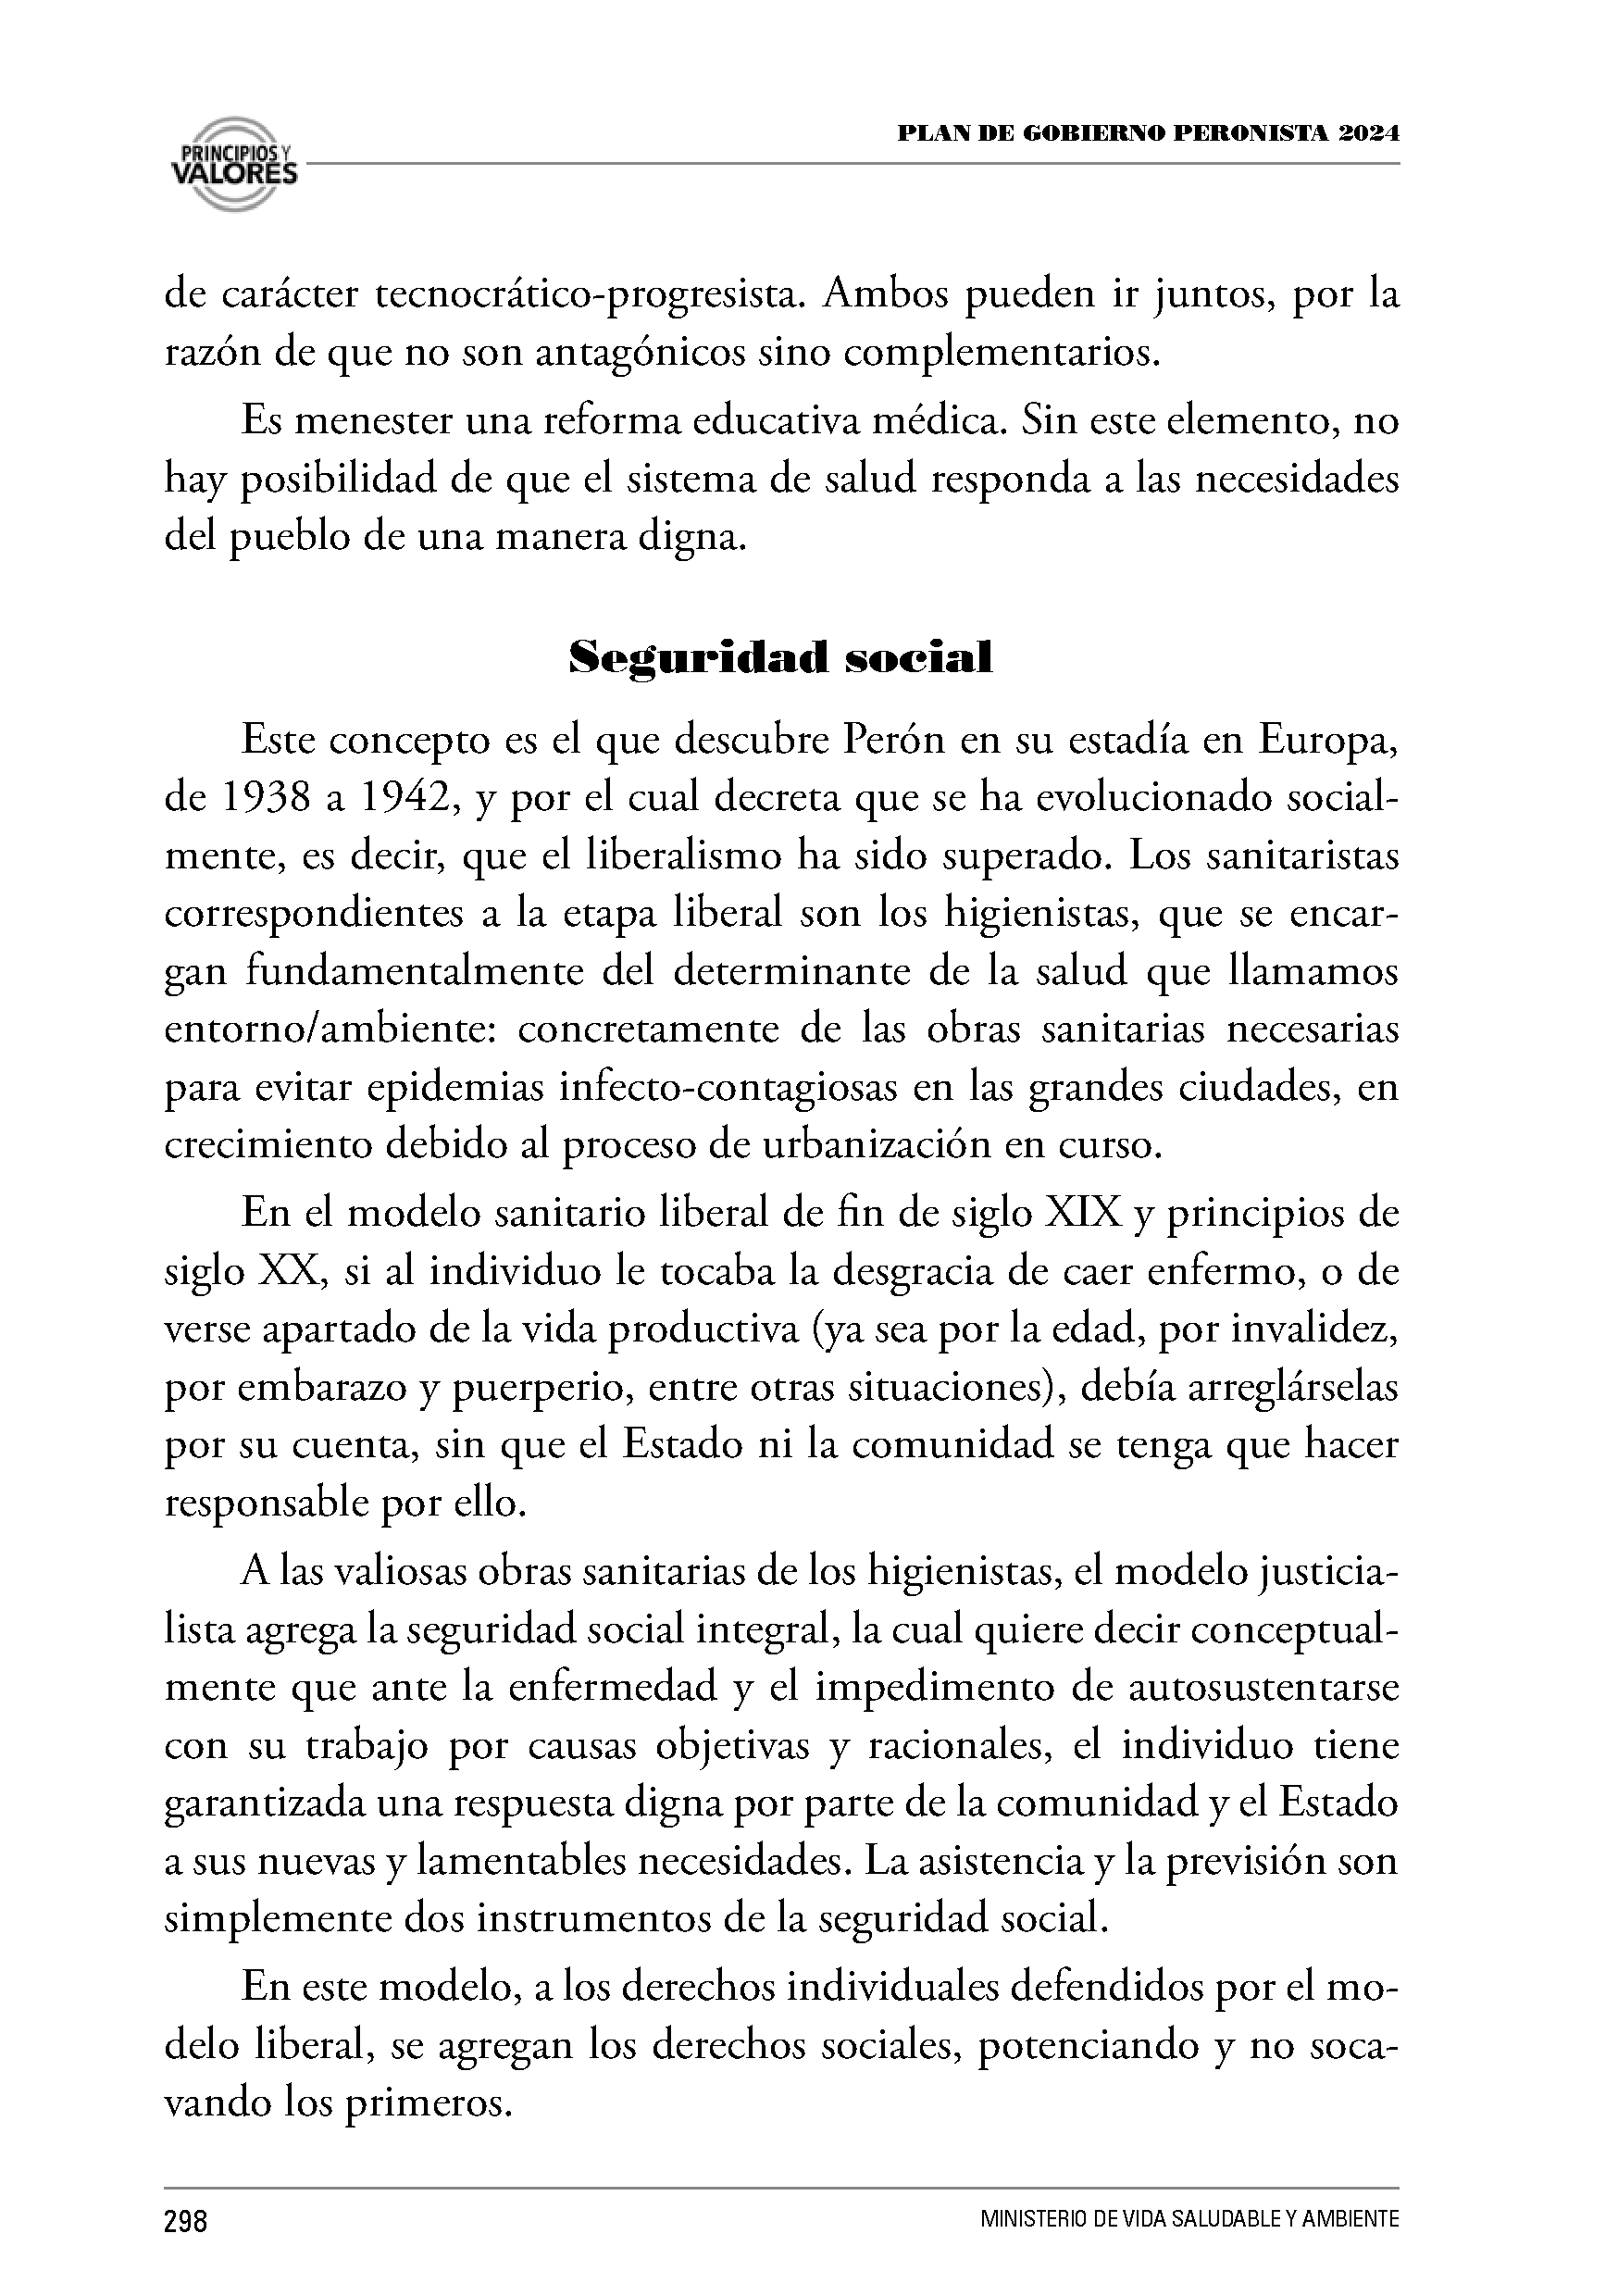 PRINCIPIOS Y
VALORES
PLAN DE GOBIERNO PERONISTA 2024
de carácter tecnocrático-progresista. Ambos pueden ir juntos, por la
razón de que no son antagónicos sino complementarios.
Es menester una reforma educativa médica. Sin este elemento, no
hay posibilidad de que el sistema de salud responda a las necesidades
del pueblo de una manera digna.
Seguridad social
Este concepto es el que descubre Perón en su estadía en Europa,
de 1938 a 1942, y por el cual decreta que se ha evolucionado social-
mente, es decir, que el liberalismo ha sido superado. Los sanitaristas
correspondientes a la etapa liberal son los higienistas, que se encar-
gan fundamentalmente del determinante de la salud que llamamos
entorno/ambiente: concretamente de las obras sanitarias necesarias
para evitar epidemias infecto-contagiosas en las grandes ciudades, en
crecimiento debido al proceso de urbanización en curso.
En el modelo sanitario liberal de fin de siglo XIX y principios de
siglo XX, si al individuo le tocaba la desgracia de caer enfermo, o de
verse apartado de la vida productiva (ya sea por la edad, por invalidez,
por embarazo y puerperio, entre otras situaciones), debía arreglárselas
por su cuenta, sin que el Estado ni la comunidad se tenga que hacer
responsable por ello.
A las valiosas obras sanitarias de los higienistas, el modelo justicia-
lista agrega la seguridad social integral, la cual quiere decir conceptual-
mente que ante la enfermedad y el impedimento de autosustentarse
con su trabajo por causas objetivas y racionales, el individuo tiene
garantizada una respuesta digna por parte de la comunidad y el Estado
a sus nuevas y lamentables necesidades. La asistencia y la previsión son
simplemente dos instrumentos de la seguridad social.
En este modelo, a los derechos individuales defendidos por el mo-
delo liberal, se agregan los derechos sociales, potenciando y no soca-
vando los primeros.
298
MINISTERIO DE VIDA SALUDABLE Y AMBIENTE